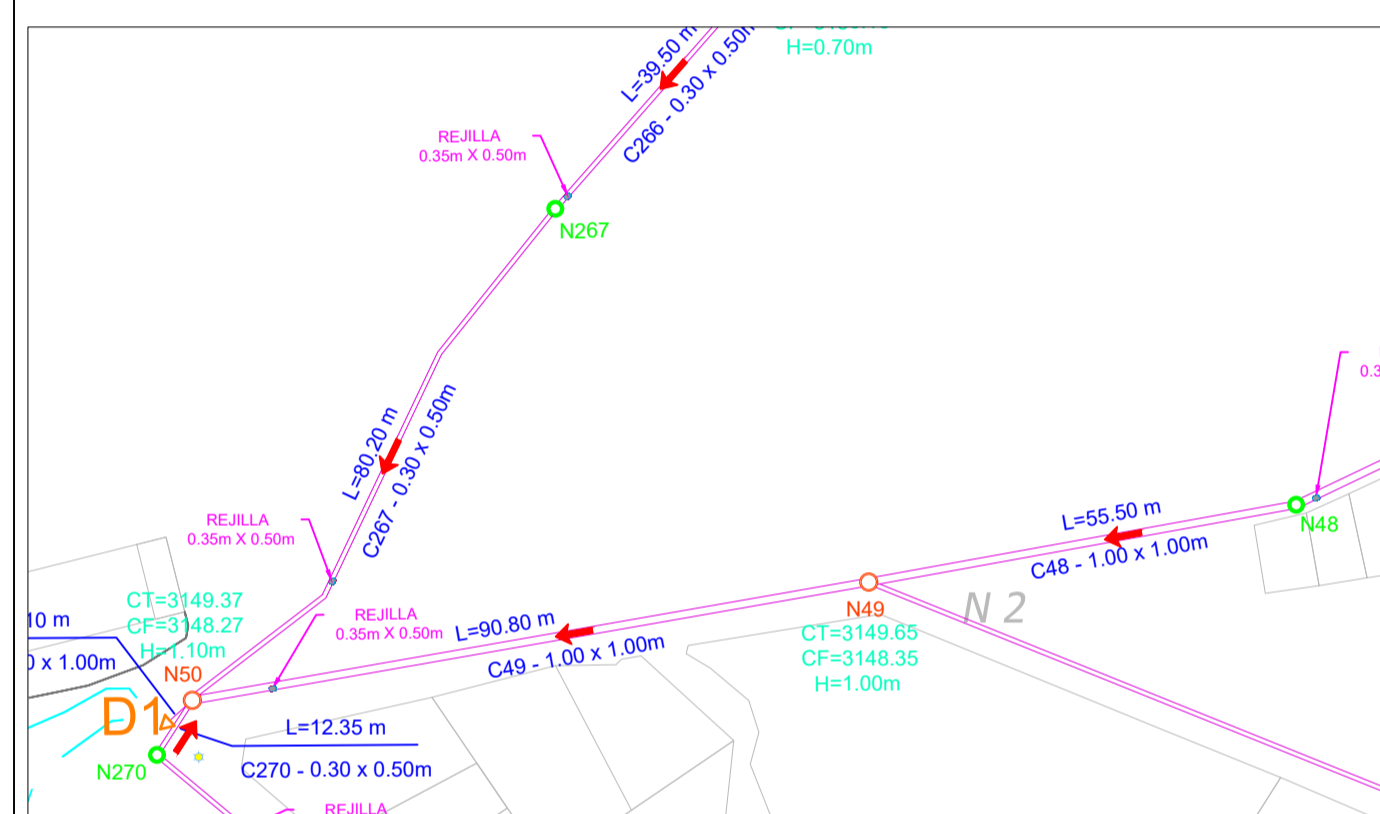 H=0.70m
L=39.50 m
C266 - 0.30 x 0.50m
REJILLA
0.35m X 0.50m
N267
L=80.20 m
C267 - 0.30 x 0.50m
REJILLA
0.35m X 0.50m
L=55.50 m
C48 - 1.00 x 1.00m
N48
0.3
CT=3149.37
CF=3148.27
H=1.10m
10 m
0 x 1.00m
N50
REJILLA
0.35m X 0.50m
L=90.80 m
C49 - 1.00 x 1.00m
N49
CT=3149.65
CF=3148.35
H=1.00m
N 2
D1
L=12.35 m
C270 - 0.30 x 0.50m
N270
REJILLA